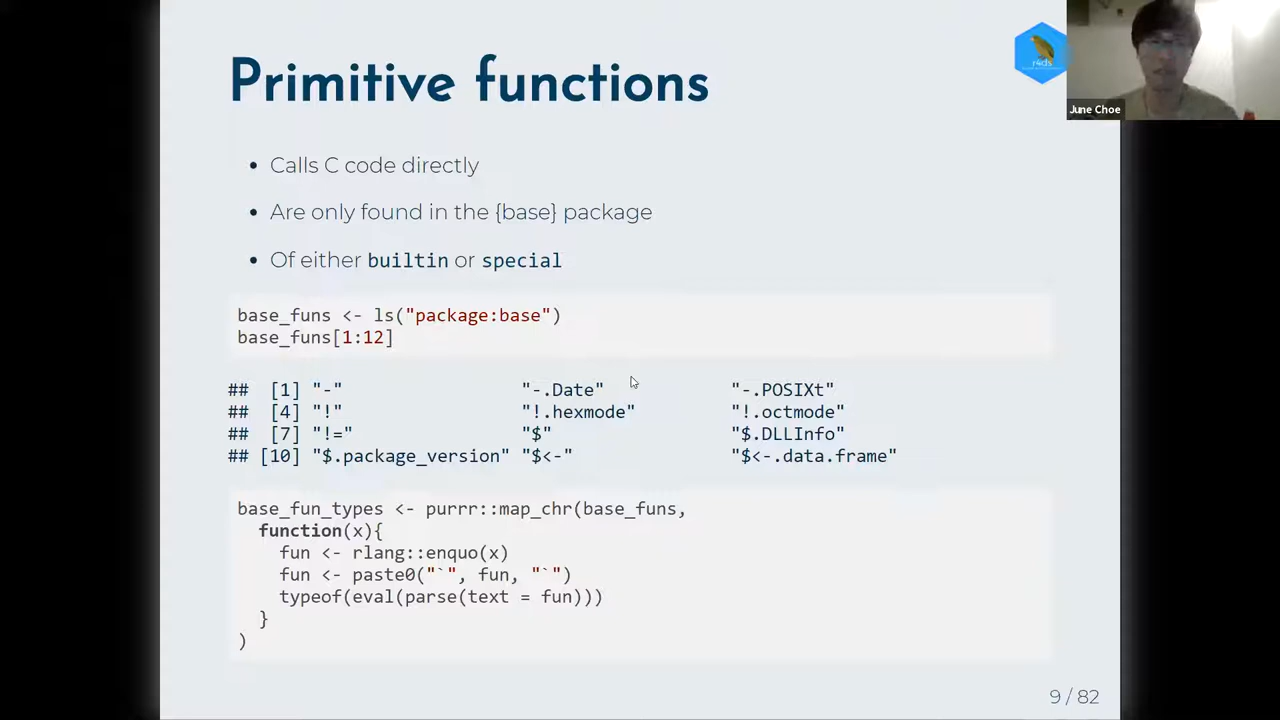 Primitive functions
r4ds
June Choe
• Calls C code directly
• Are only found in the {base} package
• Of either builtin or special
base_funs <- ls("package:base")
base_funs[1:12]
##  [1] "-"                 "-.Date"            "-.POSIXt"
##  [4] "!"                 "!.hexmode"         "!.octmode"
##  [7] "!="                "$"                 "$.DLLInfo"
## [10] "$.package_version" "$<-"               "$<-.data.frame"
base_fun_types <- purrr::map_chr(base_funs,
  function(x){
    fun <- rlang::enquo(x)
    fun <- paste0("`", fun, "`")
    typeof(eval(parse(text = fun)))
  }
)
9 / 82